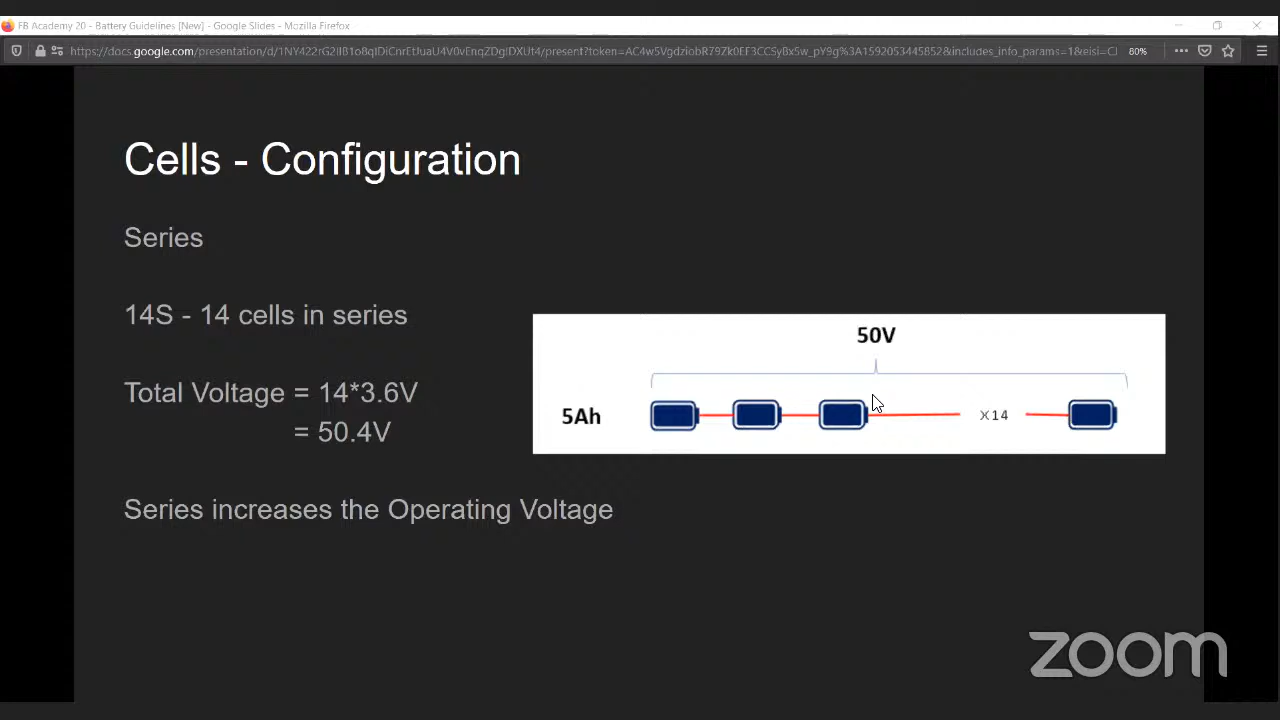 FB Academy 20 - Battery Guidelines [New] - Google Slides - Mozilla Firefox
80%
Cells - Configuration
Series
14S - 14 cells in series
Total Voltage = 14*3.6V
= 50.4V
Series increases the Operating Voltage
50V
5Ah
X14
zoom